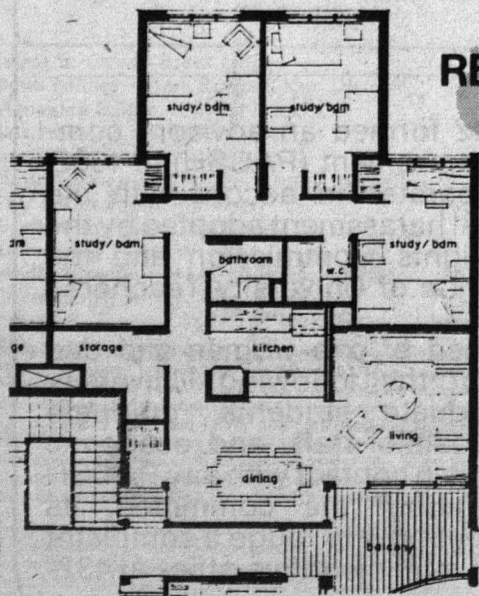 RE
study/bdm
study/bdm
study/bdm
study/bdm
bathroom
w.c.
storage
kitchen
living
dining
balcony